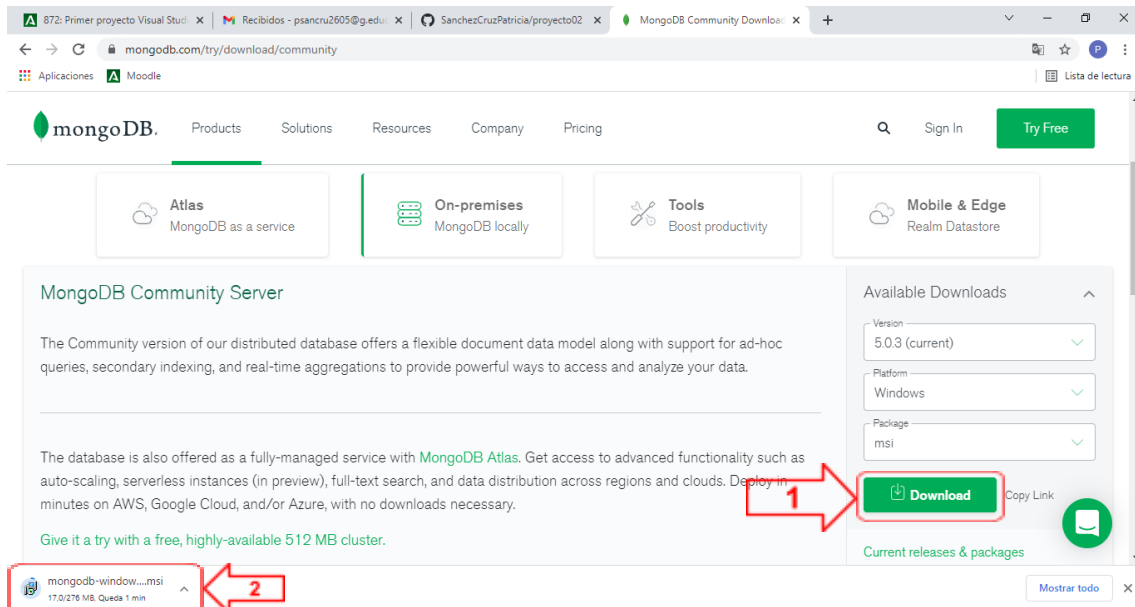 872: Primer proyecto Visual Studi
Recibidos - psancru2605@g.educ
SanchezCruzPatricia/proyecto02
MongoDB Community Download
mongodb.com/try/download/community
P
Aplicaciones
Moodle
Lista de lectura
mongoDB.
Products
Solutions
Resources
Company
Pricing
Sign In
Try Free
Atlas
MongoDB as a service
On-premises
MongoDB locally
Tools
Boost productivity
Mobile & Edge
Realm Datastore
MongoDB Community Server
The Community version of our distributed database offers a flexible document data model along with support for ad-hoc
queries, secondary indexing, and real-time aggregations to provide powerful ways to access and analyze your data.
The database is also offered as a fully-managed service with MongoDB Atlas. Get access to advanced functionality such as
auto-scaling, serverless instances (in preview), full-text search, and data distribution across regions and clouds. Deploy in
minutes on AWS, Google Cloud, and/or Azure, with no downloads necessary.
Give it a try with a free, highly-available 512 MB cluster.
Available Downloads
Version
5.0.3 (current)
Platform
Windows
Package
msi
1
Download
Copy Link
Current releases & packages
mongodb-window....msi
17,0/276 MB, Queda 1 min
2
Mostrar todo